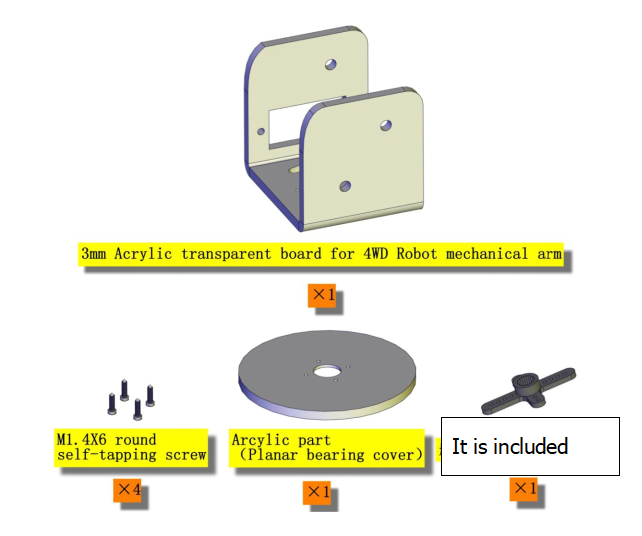 3mm Acrylic transparent board for 4WD Robot mechanical arm
×1
M1.4X6 round
self-tapping screw
×4
Arcylic part
(Planar bearing cover)
×1
It is included
×1